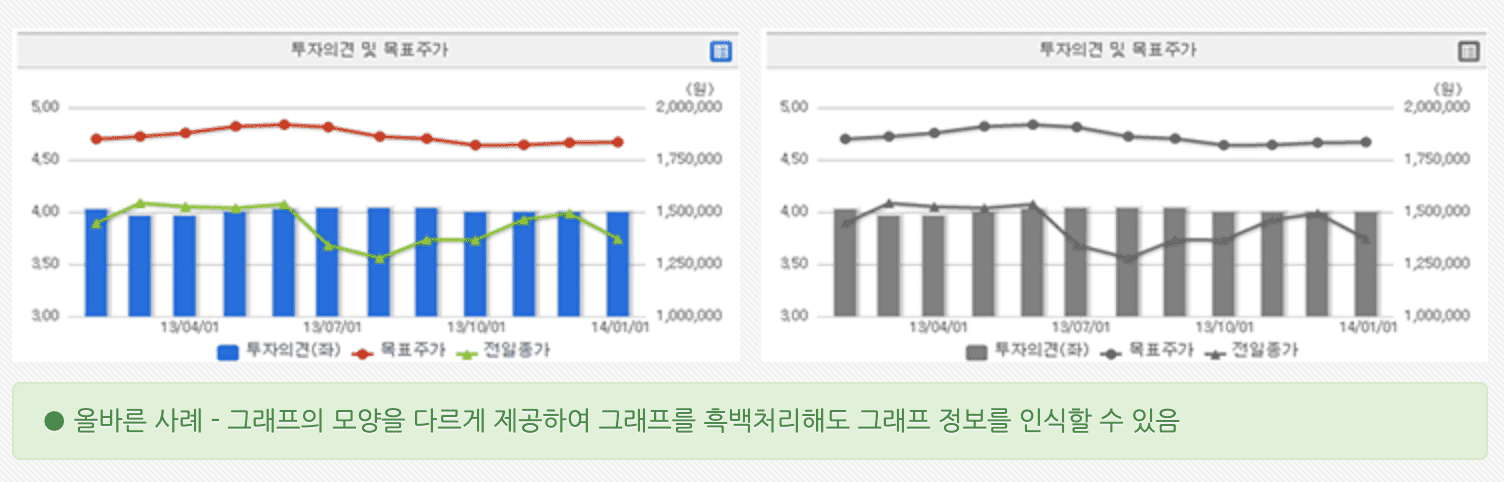 투자의견 및 목표주가
(원)
5.00 2,000,000
4.50 1,750,000
4.00 1,500,000
3.50 1,250,000
3.00 1,000,000
13/04/01 13/07/01 13/10/01 14/01/01
투자의견(좌) 목표주가 전일종가
투자의견 및 목표주가
(원)
5.00 2,000,000
4.50 1,750,000
4.00 1,500,000
3.50 1,250,000
3.00 1,000,000
13/04/01 13/07/01 13/10/01 14/01/01
투자의견(좌) 목표주가 전일종가
● 올바른 사례 - 그래프의 모양을 다르게 제공하여 그래프를 흑백처리해도 그래프 정보를 인식할 수 있음